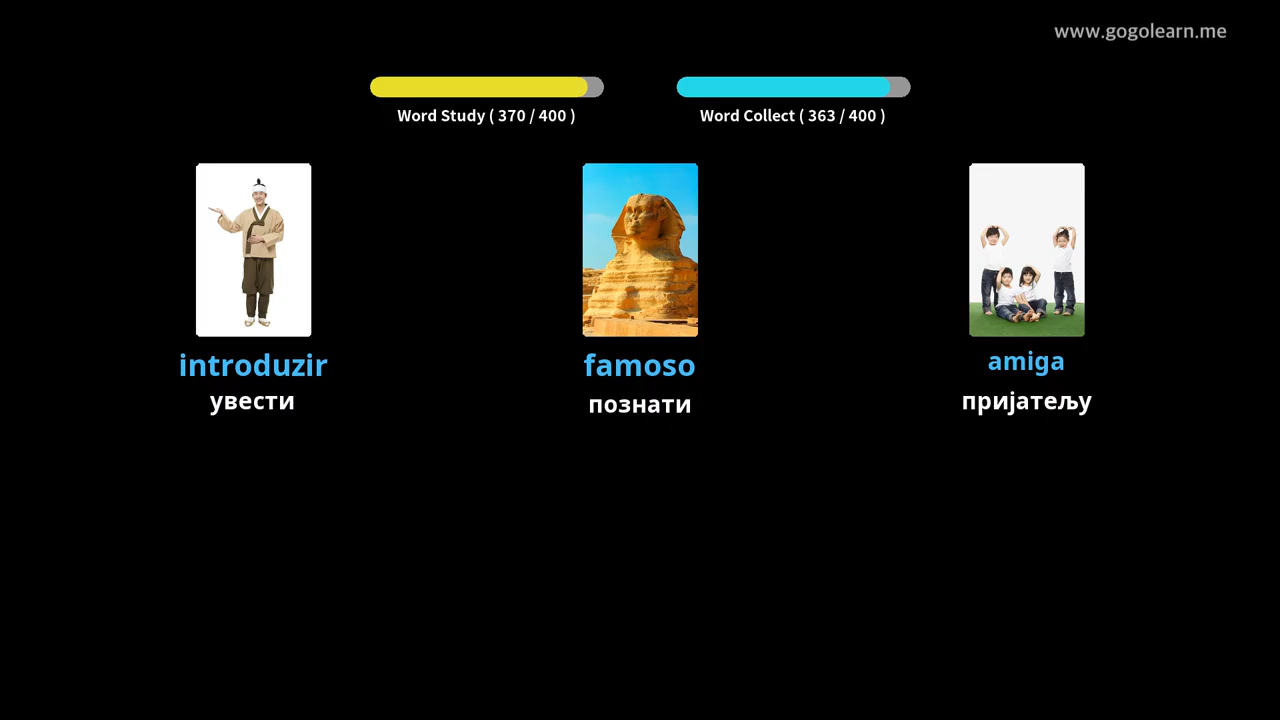 www.gogolearn.me
Word Study ( 370 / 400 )
Word Collect ( 363 / 400 )
introduzir
увести
famoso
познати
amiga
пријатељу